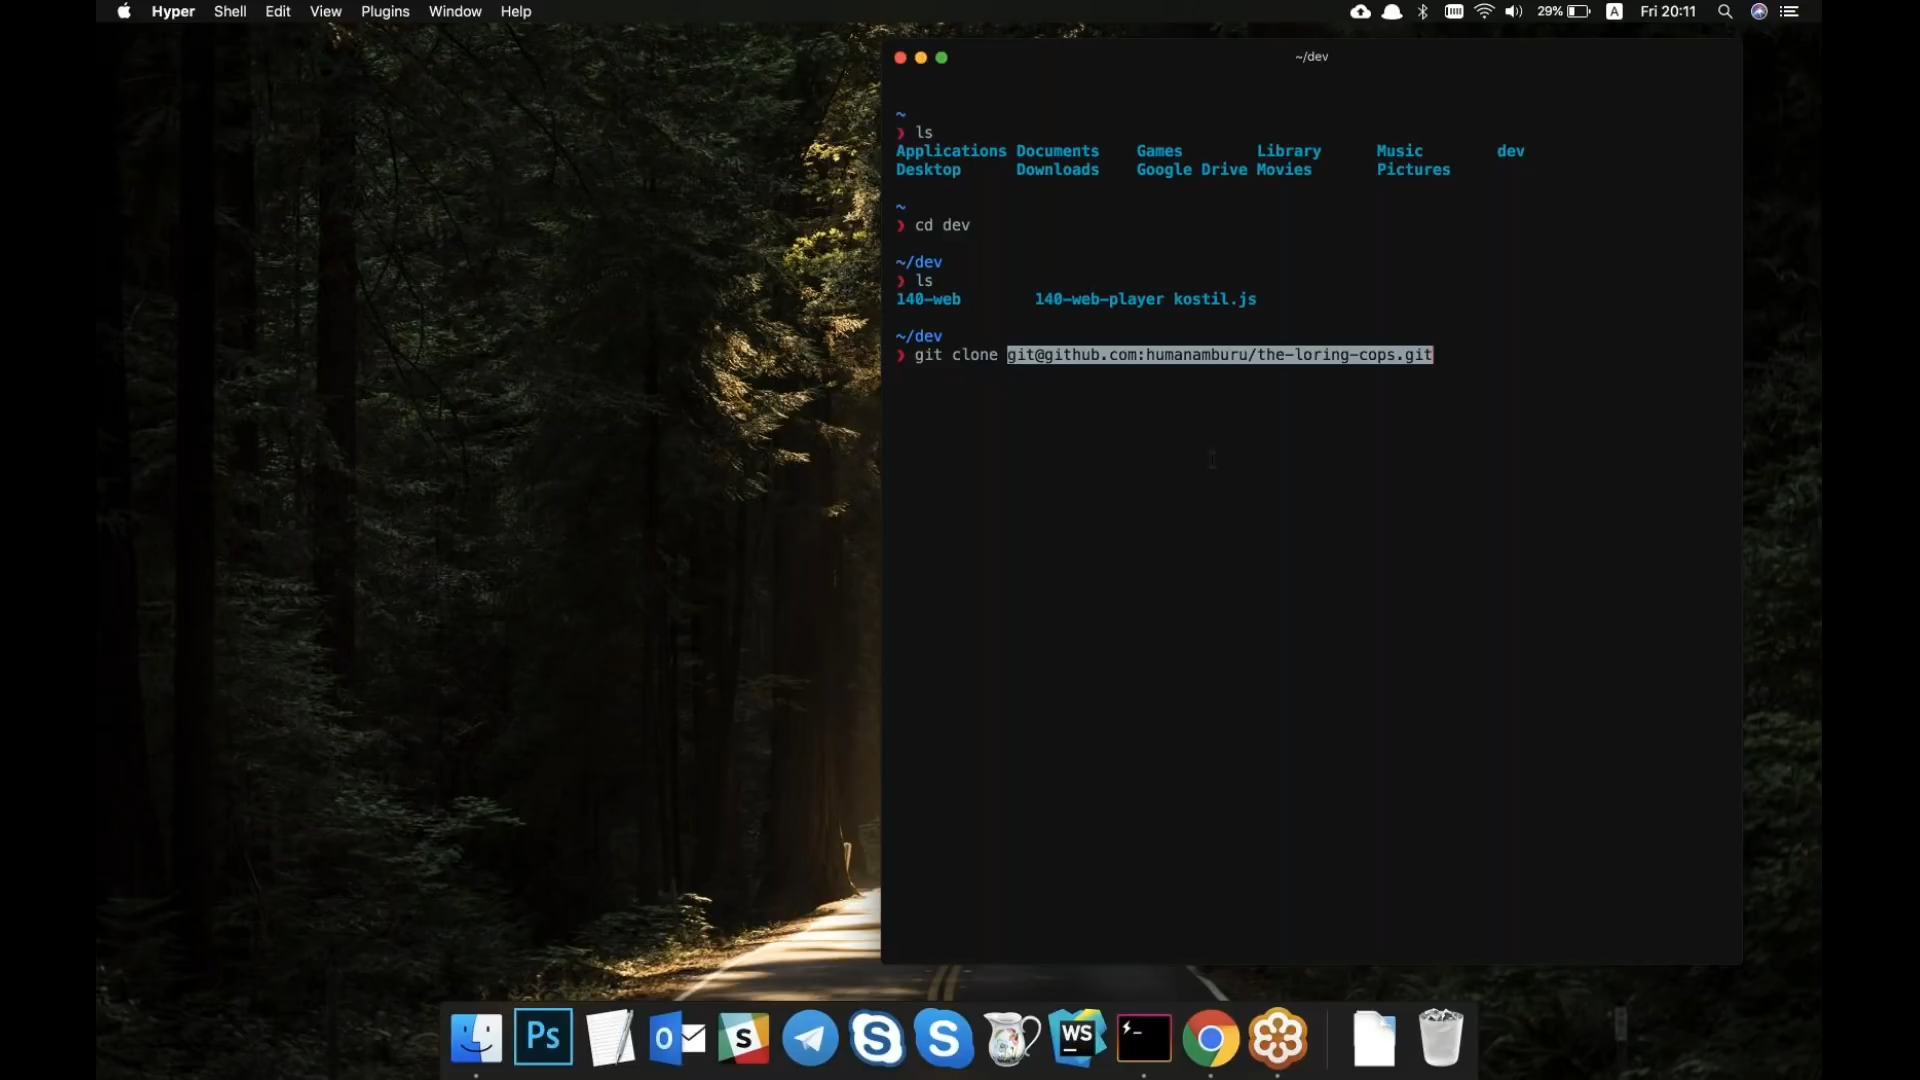 Hyper Shell Edit View Plugins Window Help 29% A Fri 20:11
~/dev
~
❯ ls
Applications Documents Games Library Music dev
Desktop Downloads Google Drive Movies Pictures
~
❯ cd dev
~/dev
❯ ls
140-web 140-web-player kostil.js
~/dev
❯ git clone git@github.com:humanamburu/the-loring-cops.git
Ps O S S S WS